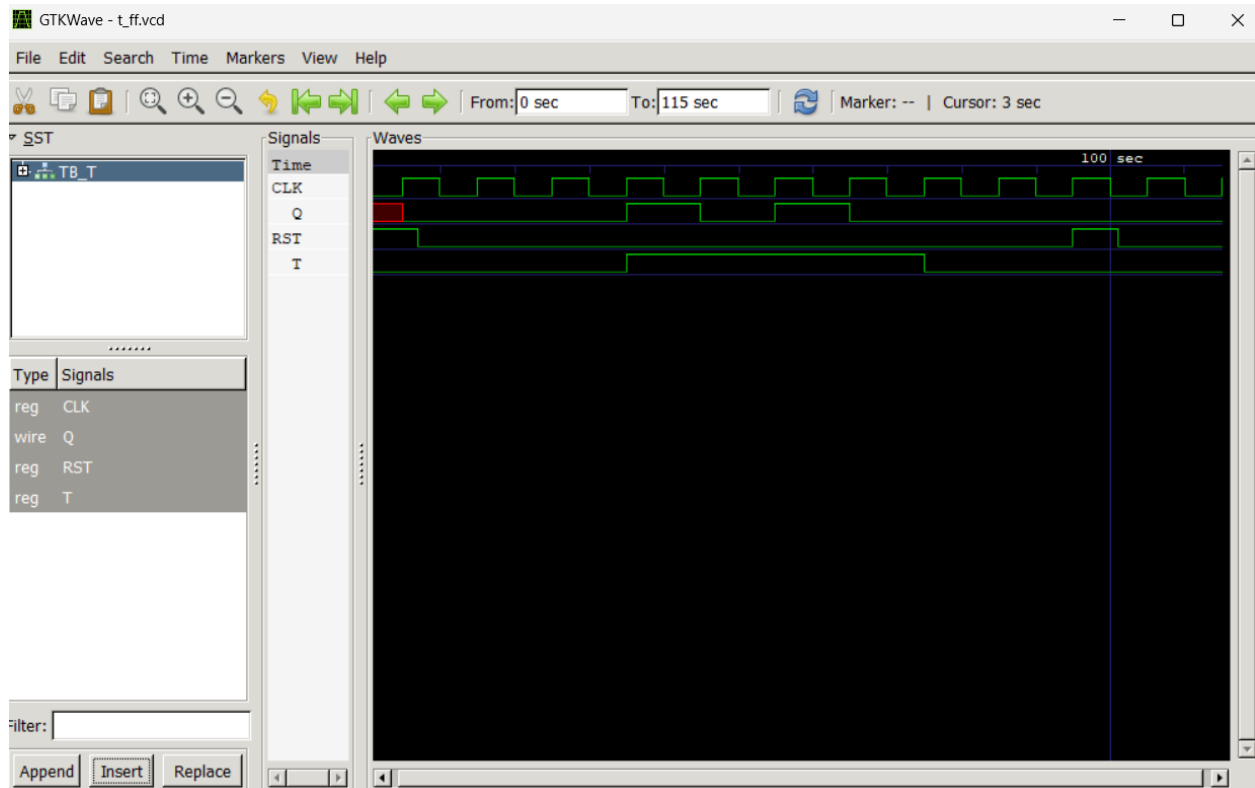 GTKWave - t_ff.vcd
File Edit Search Time Markers View Help
From: 0 sec To: 115 sec Marker: -- | Cursor: 3 sec
SST
TB_T
Type Signals
reg CLK
wire Q
reg RST
reg T
Filter:
Append Insert Replace
Signals
Time
CLK
Q
RST
T
Waves
100 sec